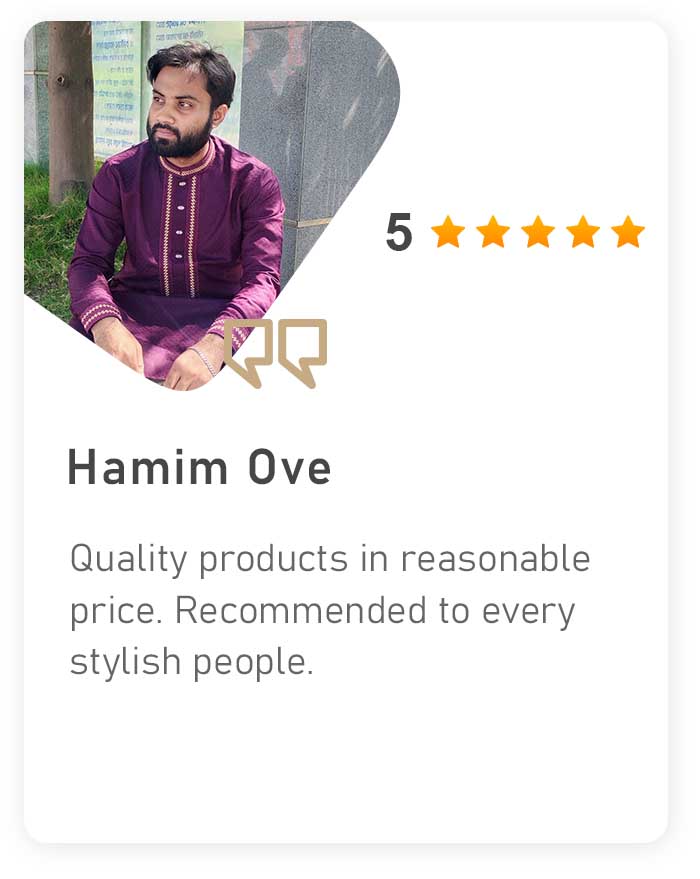 5
Hamim Ove
Quality products in reasonable
price. Recommended to every
stylish people.